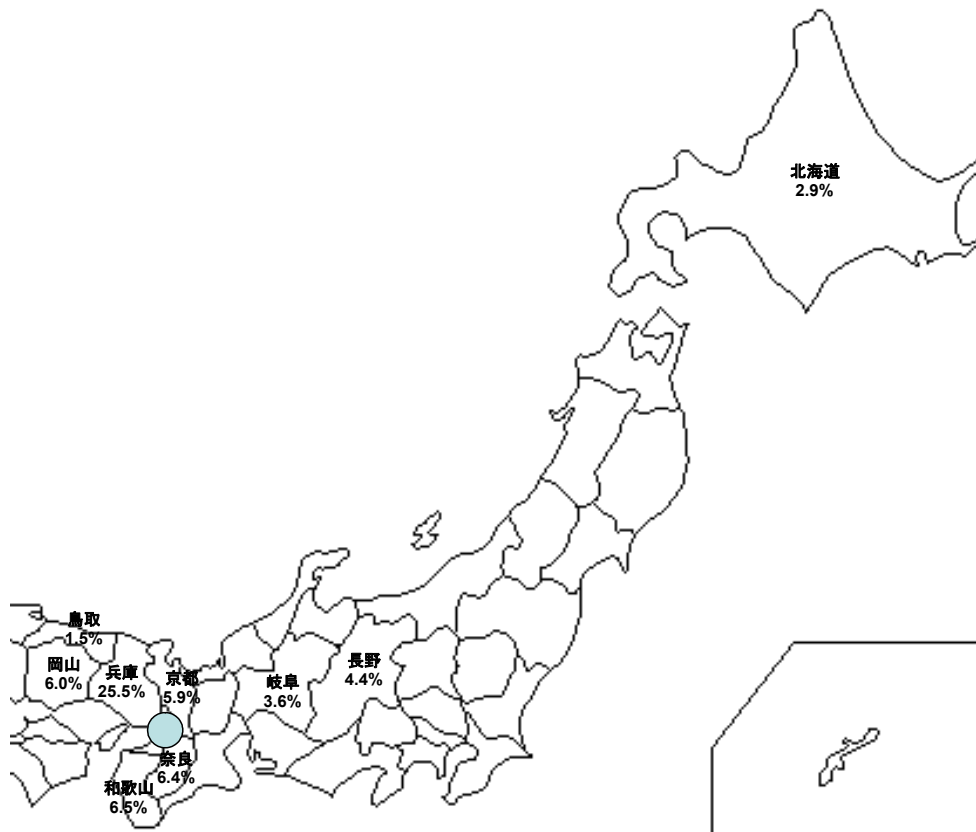 北海道
2.9%
鳥取
1.5%
岡山
6.0%
兵庫
25.5%
京都
5.9%
岐阜
3.6%
長野
4.4%
奈良
6.4%
和歌山
6.5%